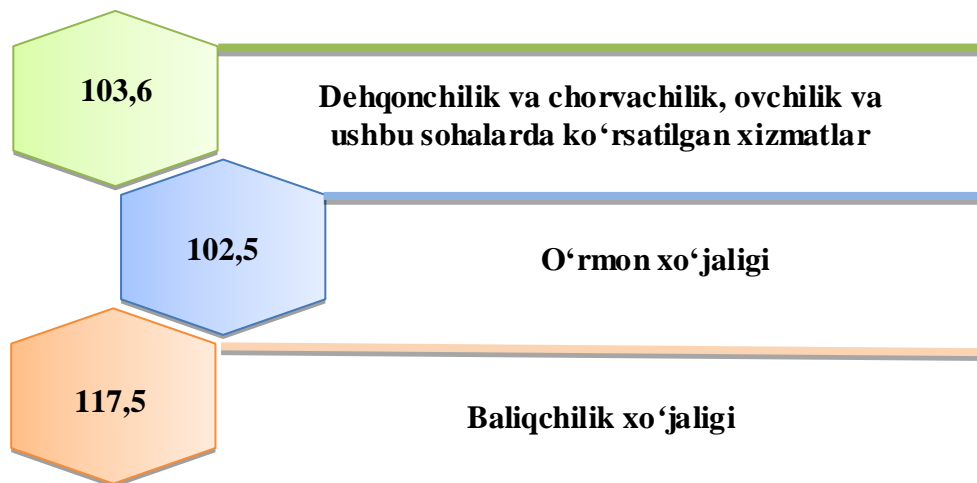 103,6
Dehqonchilik va chorvachilik, ovchilik va
ushbu sohalarda ko‘rsatilgan xizmatlar
102,5
O‘rmon xo‘jaligi
117,5
Baliqchilik xo‘jaligi